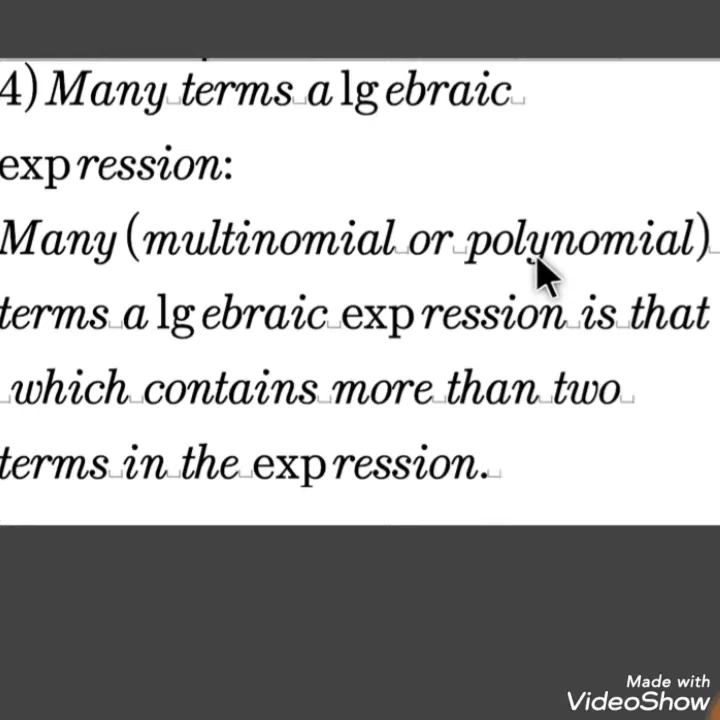 4) Many terms algebraic
expression:
Many (multinomial or polynomial)
terms algebraic expression is that
which contains more than two
terms in the expression.
Made with
VideoShow